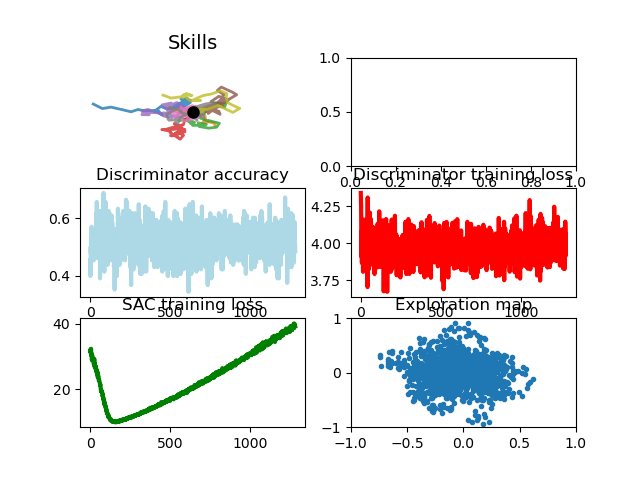 Skills
1.0
0.5
0.0
0.0 0.2 0.4 0.6 0.8 1.0
Discriminator accuracy
0.6
0.4
0 500 1000
Discriminator training loss
4.25
4.00
3.75
0 500 1000
SAC training loss
40
20
0 500 1000
Exploration map
1
0
−1
−1.0 −0.5 0.0 0.5 1.0